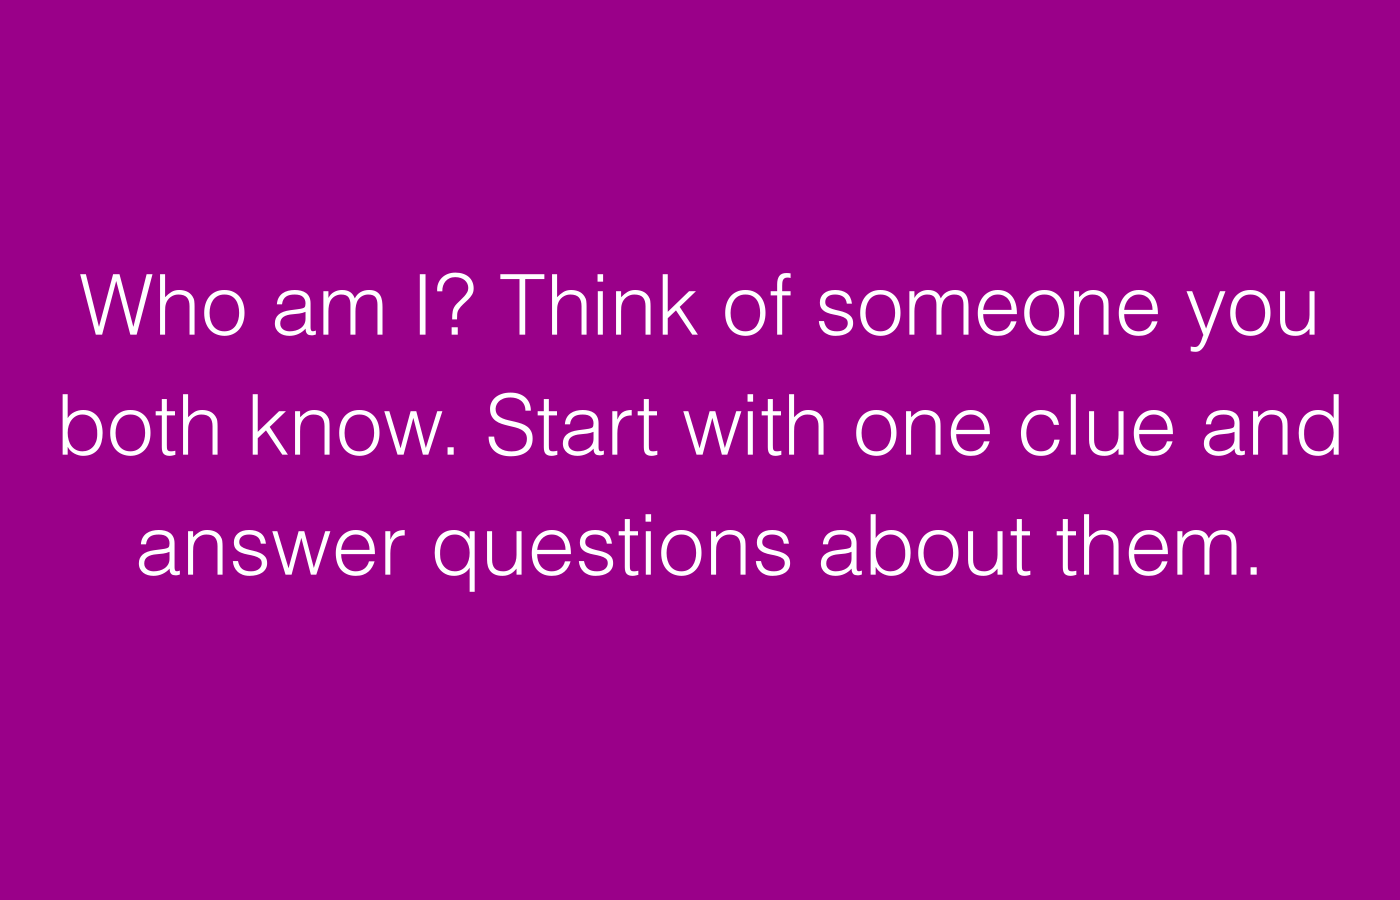 Who am I? Think of someone you
both know. Start with one clue and
answer questions about them.